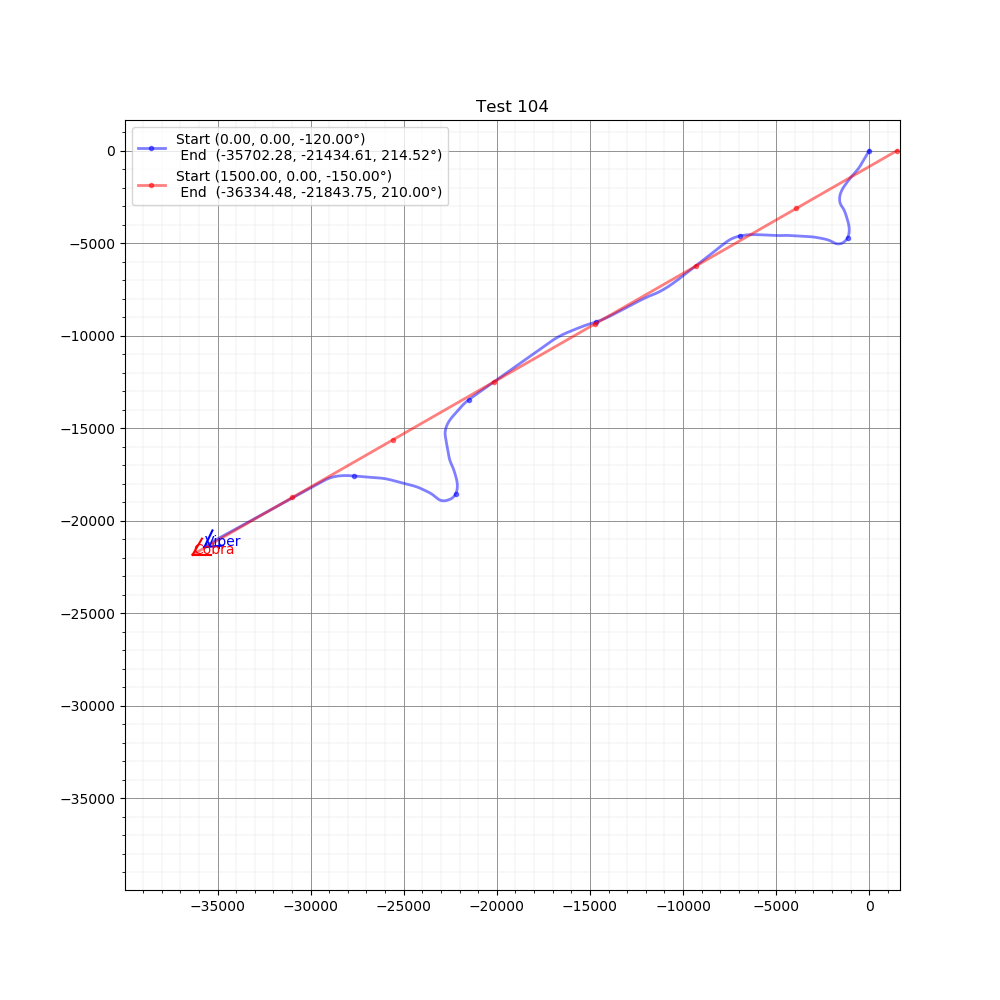 Test 104
Start (0.00, 0.00, -120.00°)
End (-35702.28, -21434.61, 214.52°)
Start (1500.00, 0.00, -150.00°)
End (-36334.48, -21843.75, 210.00°)
0
−5000
−10000
−15000
−20000
−25000
−30000
−35000
Viper
Cobra
−35000 −30000 −25000 −20000 −15000 −10000 −5000 0